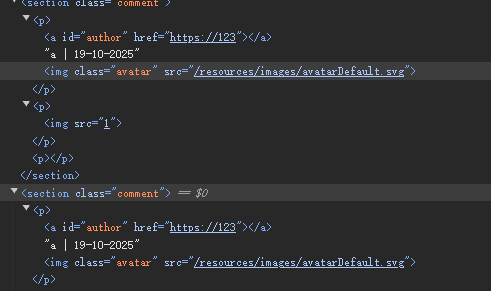 <section class="comment">
▼<p>
<a id="author" href="https://123"></a>
"a | 19-10-2025"
<img class="avatar" src="/resources/images/avatarDefault.svg">
</p>
▼<p>
<img src="1">
</p>
<p></p>
</section>
▼<section class="comment"> == $0
▼<p>
<a id="author" href="https://123"></a>
"a | 19-10-2025"
<img class="avatar" src="/resources/images/avatarDefault.svg">
</p>